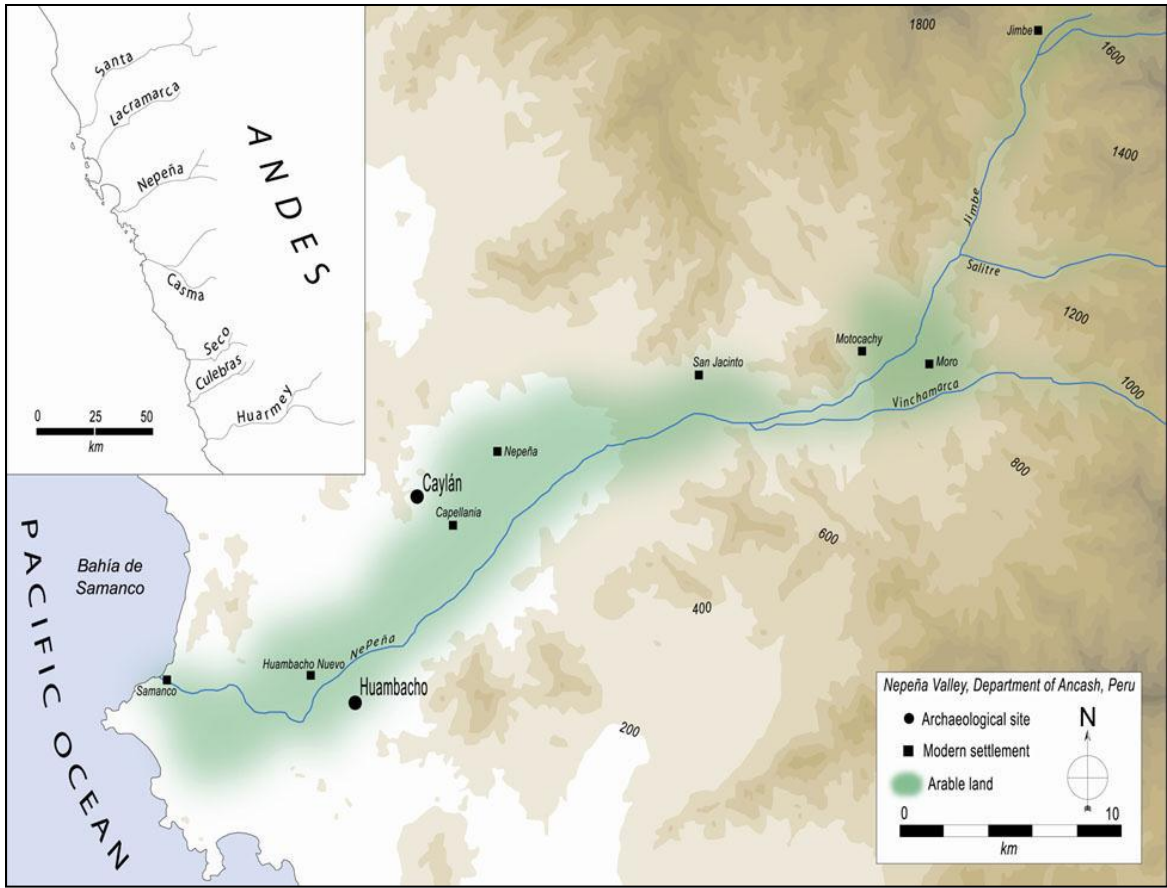 Santa
Lacramarca
Nepeña
Casma
Seco
Culebras
Huarmey
ANDES
0 25 50
km
1800
Jimbe
1600
1400
Jimbe
Salitre
1200
Motocachy
Moro
San Jacinto
Vinchamarca
1000
Nepeña
800
Caylán
Capellanía
600
PACIFIC OCEAN
Bahía de
Samanco
400
Nepeña
Huambacho Nuevo
Samanco
Huambacho
200
Nepeña Valley, Department of Ancash, Peru
Archaeological site
N
Modern settlement
Arable land
0 10
km